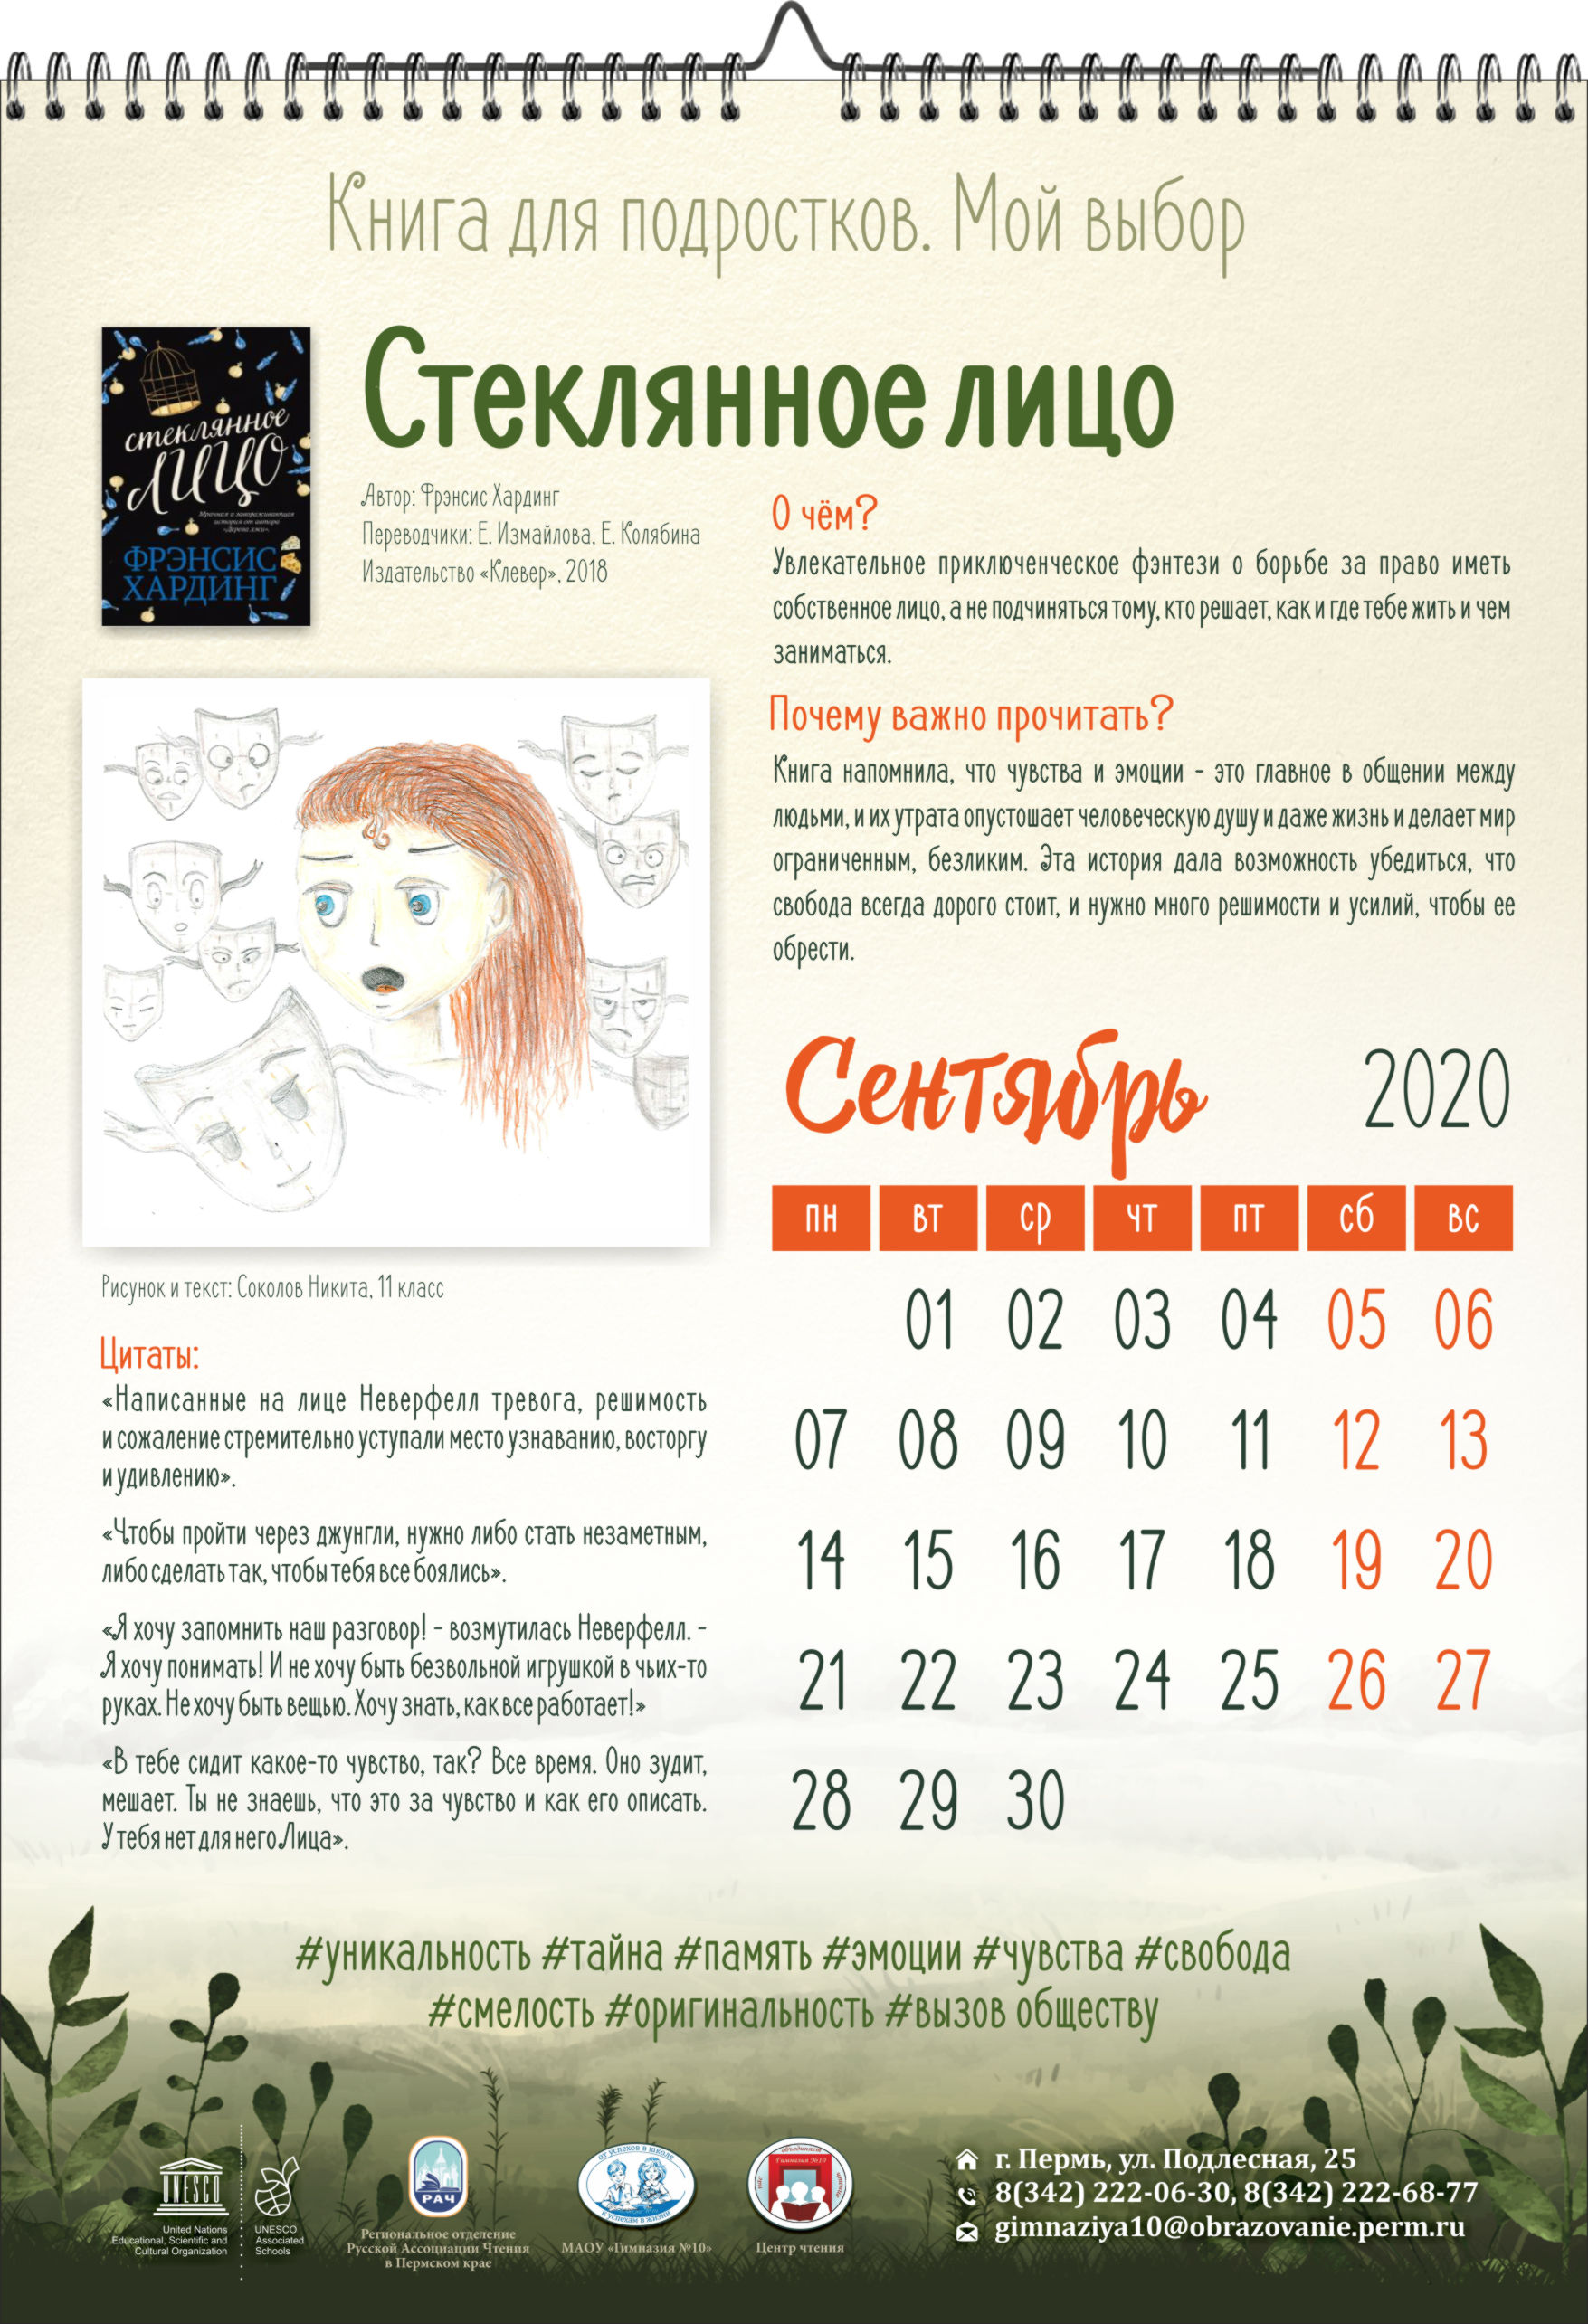 Книга для подростков. Мой выбор
Стеклянное лицо
стеклянное
лицо
Мрачная и завораживающая
история от автора
«Дерева лжи»
ФРЭНСИС
ХАРДИНГ
Автор: Фрэнсис Хардинг
Переводчики: Е. Измайлова, Е. Колябина
Издательство «Клевер», 2018
О чём?
Увлекательное приключенческое фэнтези о борьбе за право иметь
собственное лицо, а не подчиняться тому, кто решает, как и где тебе жить и чем
заниматься.
Почему важно прочитать?
Книга напомнила, что чувства и эмоции - это главное в общении между
людьми, и их утрата опустошает человеческую душу и даже жизнь и делает мир
ограниченным, безликим. Эта история дала возможность убедиться, что
свобода всегда дорого стоит, и нужно много решимости и усилий, чтобы ее
обрести.
Рисунок и текст: Соколов Никита, 11 класс
Цитаты:
«Написанные на лице Неверфелл тревога, решимость
и сожаление стремительно уступали место узнаванию, восторгу
и удивлению».
«Чтобы пройти через джунгли, нужно либо стать незаметным,
либо сделать так, чтобы тебя все боялись».
«Я хочу запомнить наш разговор! - возмутилась Неверфелл. -
Я хочу понимать! И не хочу быть безвольной игрушкой в чьих-то
руках. Не хочу быть вещью. Хочу знать, как все работает!»
«В тебе сидит какое-то чувство, так? Все время. Оно зудит,
мешает. Ты не знаешь, что это за чувство и как его описать.
У тебя нет для него Лица».
Сентябрь 2020
пн вт ср чт пт сб вс
01 02 03 04 05 06
07 08 09 10 11 12 13
14 15 16 17 18 19 20
21 22 23 24 25 26 27
28 29 30
#уникальность #тайна #память #эмоции #чувства #свобода
#смелость #оригинальность #вызов обществу
UNESCO
United Nations
Educational, Scientific and
Cultural Organization
UNESCO
Associated
Schools
РАЧ
Региональное отделение
Русской Ассоциации Чтения
в Пермском крае
от успехов в школе
к успехам в жизни
МАОУ «Гимназия №10»
объединяет
Гимназия №10
Центр чтения
г. Пермь, ул. Подлесная, 25
8(342) 222-06-30, 8(342) 222-68-77
gimnaziya10@obrazovanie.perm.ru